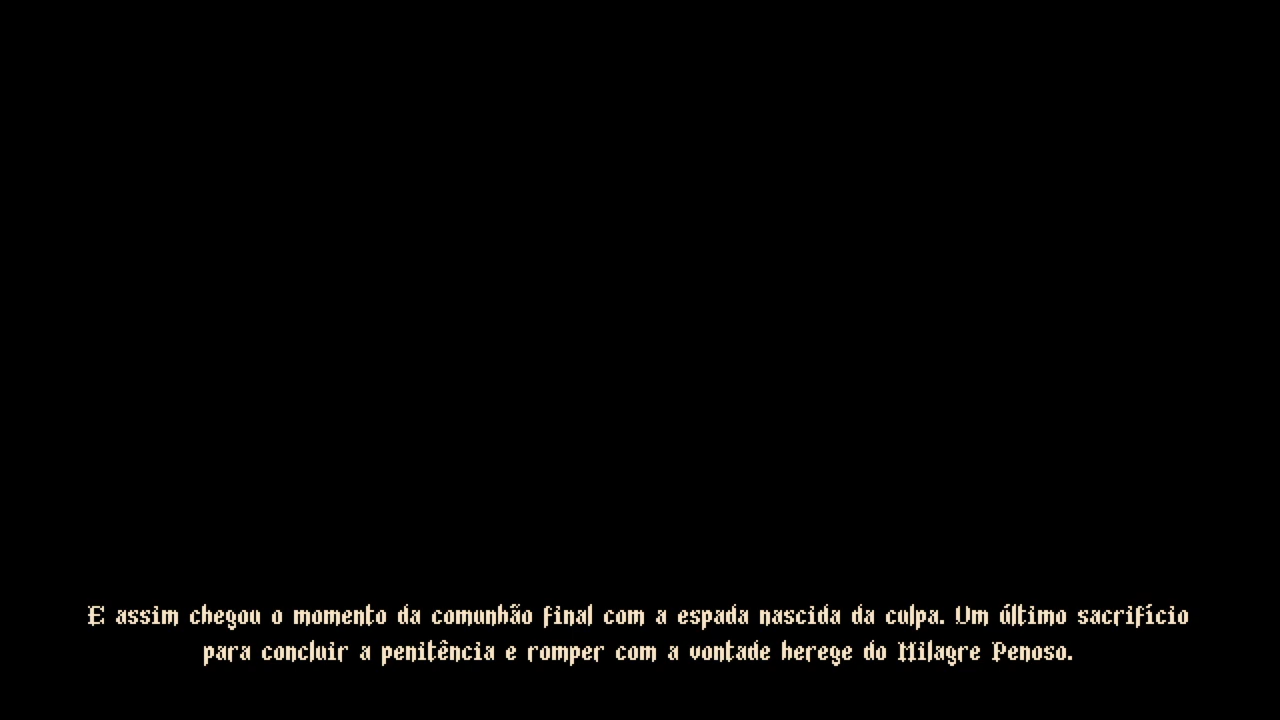 E assim chegou o momento da comunhão final com a espada nascida da culpa. Um último sacrifício
para concluir a penitência e romper com a vontade herege do Milagre Penoso.